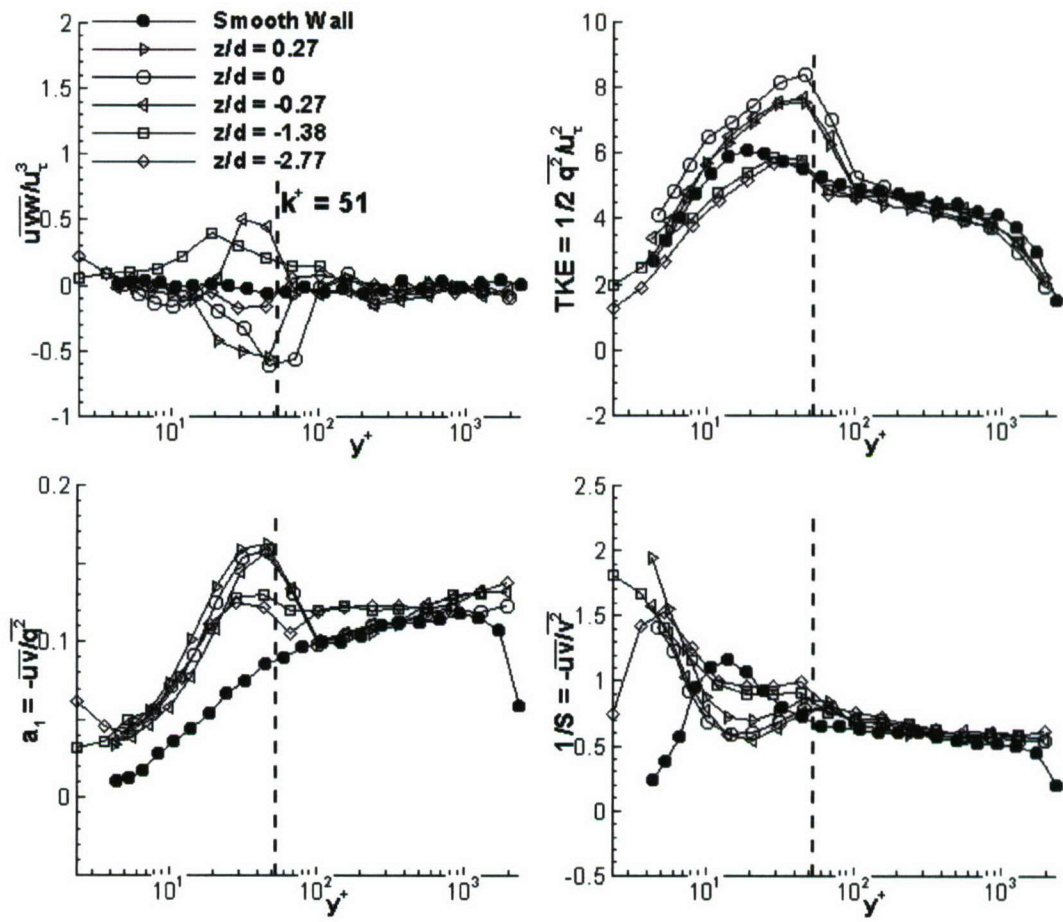 Smooth Wall
z/d = 0.27
z/d = 0
z/d = -0.27
z/d = -1.38
z/d = -2.77
k⁺ = 51
uvw/u³τ
2
1.5
1
0.5
0
-0.5
-1
10¹
10²
10³
y⁺
TKE = 1/2 q²/u²τ
10
8
6
4
2
0
-2
10¹
10²
10³
y⁺
a₁ = -uv/q²
0.2
0.1
0
10¹
10²
10³
y⁺
1/S = -uv/v²
2.5
2
1.5
1
0.5
0
-0.5
10¹
10²
10³
y⁺